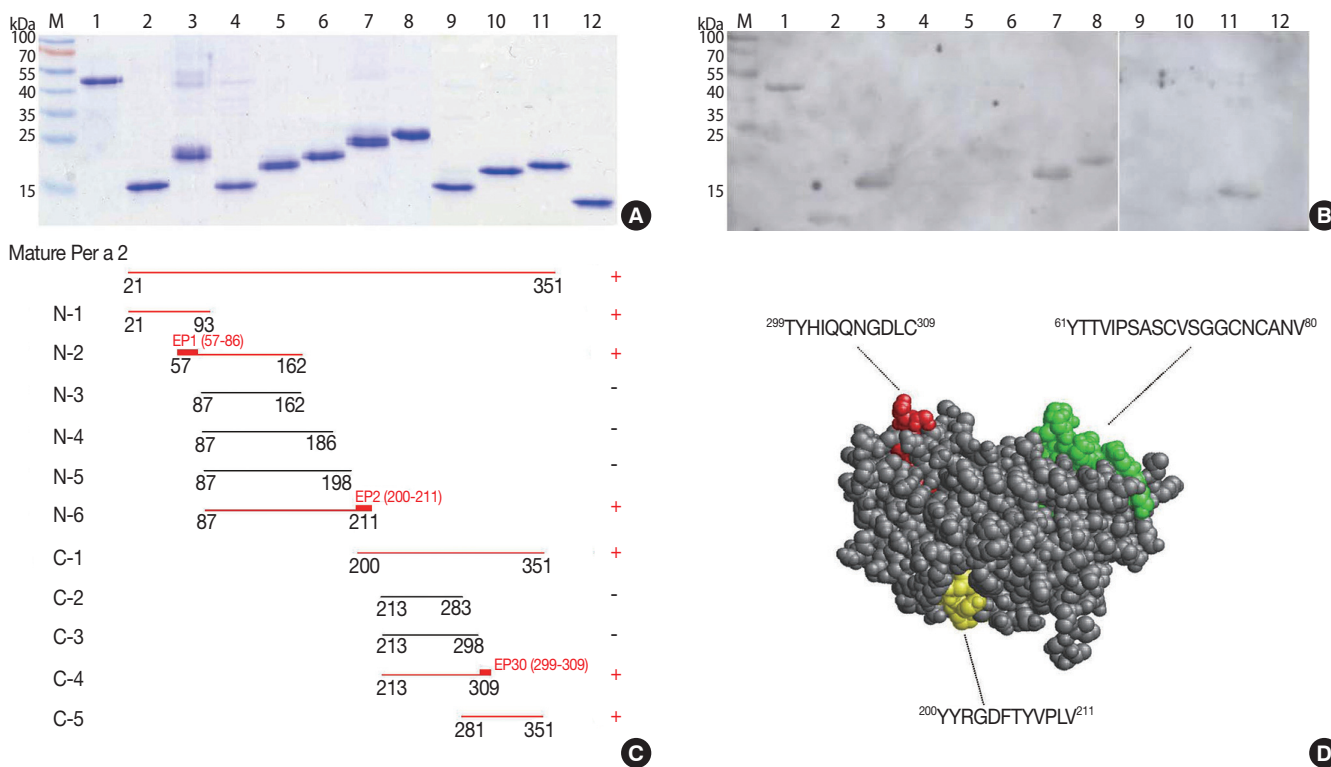 kDa M 1 2 3 4 5 6 7 8 9 10 11 12
100
70
55
40
35
25
15
A
kDa M 1 2 3 4 5 6 7 8 9 10 11 12
100
70
55
40
35
25
15
B
Mature Per a 2
21 351 +
N-1 21 93 +
EP1 (57-86)
N-2 57 162 +
N-3 87 162 -
N-4 87 186 -
N-5 87 198 -
EP2 (200-211)
N-6 87 211 +
C-1 200 351 +
C-2 213 283 -
C-3 213 298 -
EP30 (299-309)
C-4 213 309 +
C-5 281 351 +
C
299TYHIQQNGDLC309
61YTTVIPSASCVSGGCNCANV80
200YYRGDFTYVPLV211
D